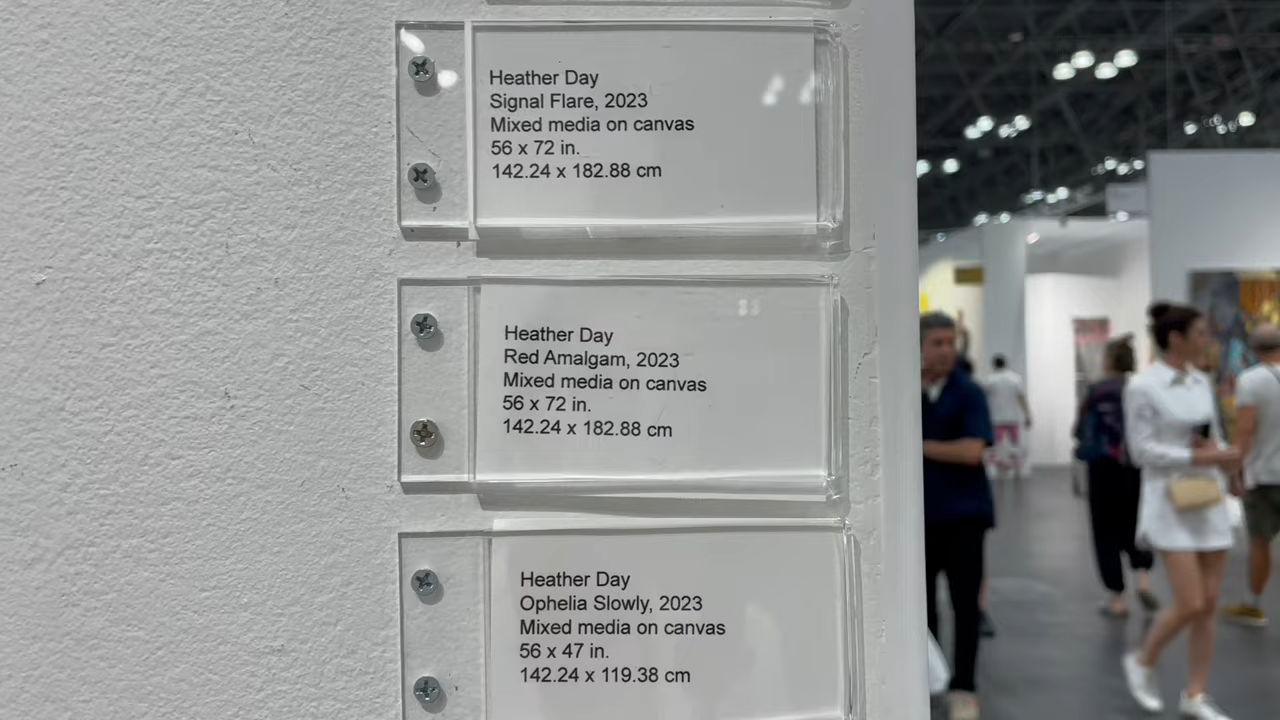 Heather Day
Signal Flare, 2023
Mixed media on canvas
56 x 72 in.
142.24 x 182.88 cm
Heather Day
Red Amalgam, 2023
Mixed media on canvas
56 x 72 in.
142.24 x 182.88 cm
Heather Day
Ophelia Slowly, 2023
Mixed media on canvas
56 x 47 in.
142.24 x 119.38 cm